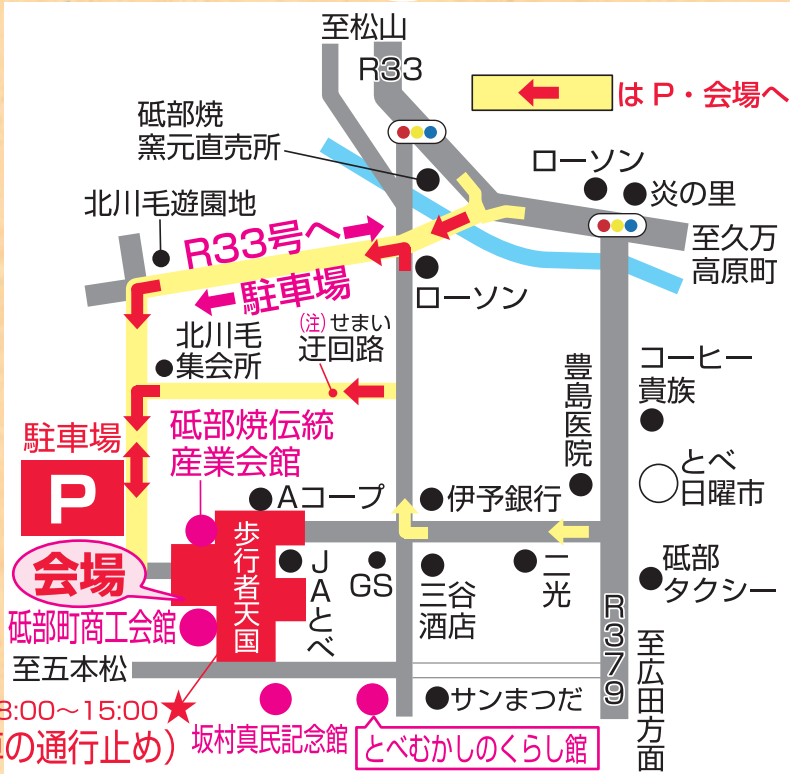 至松山
R33
はP・会場へ
砥部焼
窯元直売所
ローソン
炎の里
北川毛遊園地
R33号へ
至久万
高原町
駐車場
ローソン
(注)せまい
迂回路
北川毛
集会所
豊島医院
コーヒー
貴族
駐車場
P
砥部焼伝統
産業会館
とべ
日曜市
Aコープ
伊予銀行
歩行者天国
会場
JAとべ
GS
三谷
酒店
二光
砥部
タクシー
砥部町商工会館
R379
至広田方面
至五本松
8:00〜15:00
の通行止め)
坂村真民記念館
とべむかしのくらし館
サンまつだ